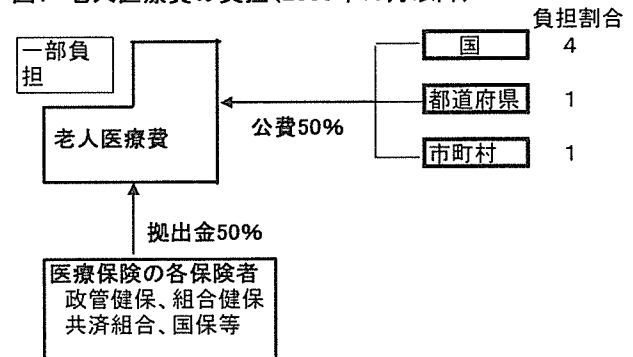 負担割合
一部負
担
国 4
都道府県 1
市町村 1
公費50%
老人医療費
拠出金50%
医療保険の各保険者
政管健保、組合健保
共済組合、国保等